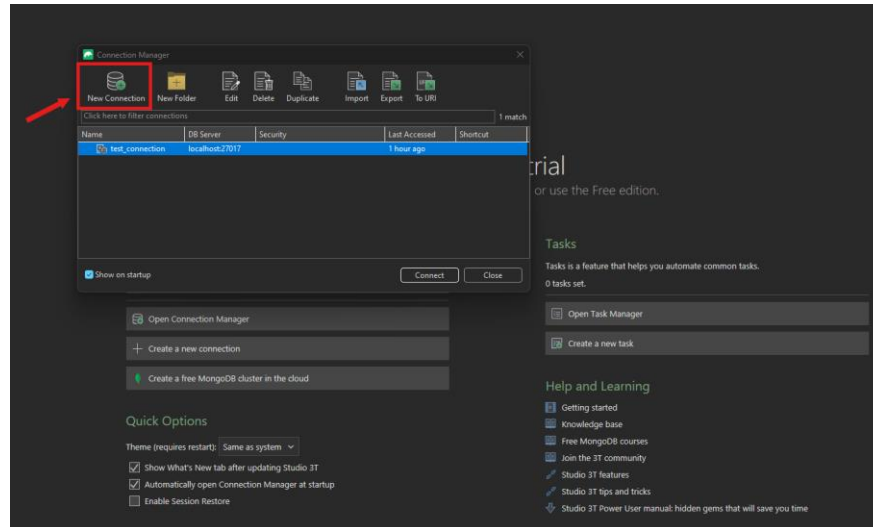 Connection Manager
New Connection New Folder Edit Delete Duplicate Import Export To URI
Click here to filter connections 1 match
Name DB Server Security Last Accessed Shortcut
test_connection localhost:27017 1 hour ago
Show on startup Connect Close
trial
or use the Free edition.
Open Connection Manager
Create a new connection
Create a free MongoDB cluster in the cloud
Quick Options
Theme (requires restart): Same as system
Show What's New tab after updating Studio 3T
Automatically open Connection Manager at startup
Enable Session Restore
Tasks
Tasks is a feature that helps you automate common tasks.
0 tasks set.
Open Task Manager
Create a new task
Help and Learning
Getting started
Knowledge base
Free MongoDB courses
Join the 3T community
Studio 3T features
Studio 3T tips and tricks
Studio 3T Power User manual: hidden gems that will save you time